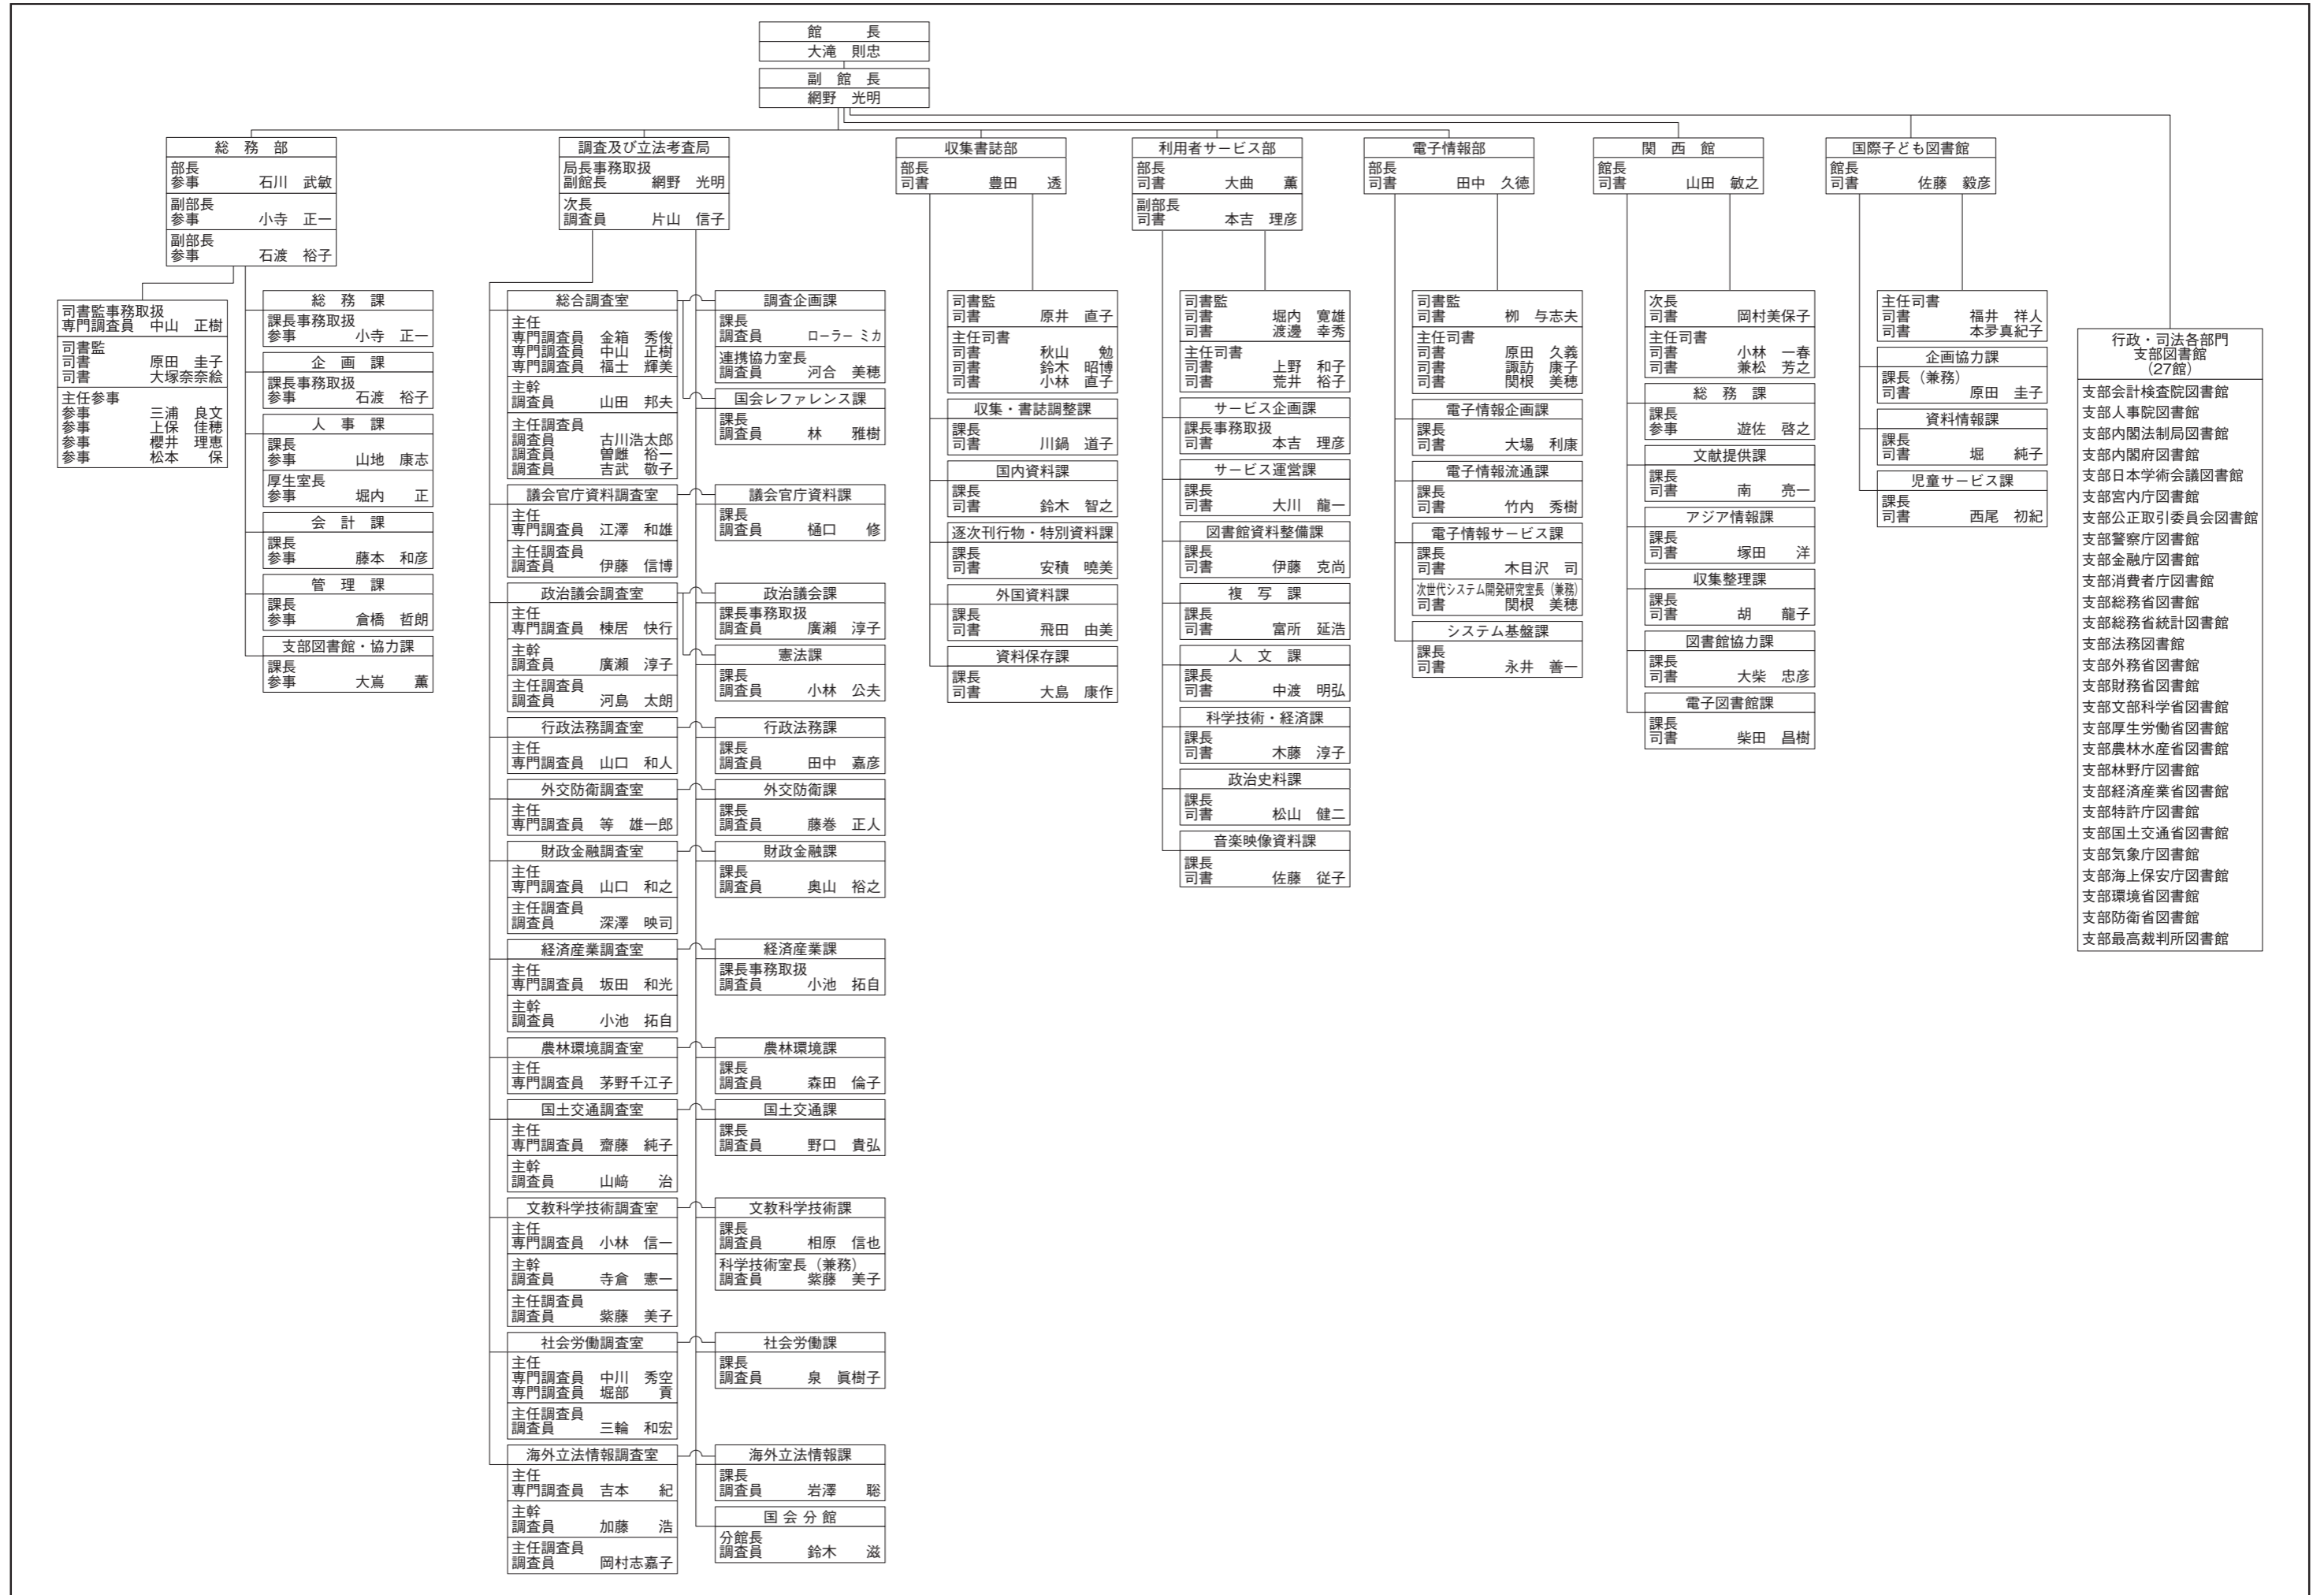 館　長
大滝　則忠
副　館　長
網野　光明
総　務　部
部長
参事　石川　武敏
副部長
参事　小寺　正一
副部長
参事　石渡　裕子
司書監事務取扱
専門調査員　中山　正樹
司書監
司書　原田　圭子
司書　大塚奈奈絵
主任参事
参事　三浦　良文
参事　上保　佳穂
参事　櫻井　理恵
参事　松本　保
総　務　課
課長事務取扱
参事　小寺　正一
企　画　課
課長事務取扱
参事　石渡　裕子
人　事　課
課長
参事　山地　康志
厚生室長
参事　堀内　正
会　計　課
課長
参事　藤本　和彦
管　理　課
課長
参事　倉橋　哲朗
支部図書館・協力課
課長
参事　大嶌　薫
調査及び立法考査局
局長事務取扱
副館長　網野　光明
次長
調査員　片山　信子
総合調査室
主任
専門調査員　金箱　秀俊
専門調査員　中山　正樹
専門調査員　福士　輝美
主幹
調査員　山田　邦夫
主任調査員
調査員　古川浩太郎
調査員　曽雌　裕一
調査員　吉武　敬子
議会官庁資料調査室
主任
専門調査員　江澤　和雄
主任調査員
調査員　伊藤　信博
政治議会調査室
主任
専門調査員　棟居　快行
主幹
調査員　廣瀬　淳子
主任調査員
調査員　河島　太朗
行政法務調査室
主任
専門調査員　山口　和人
外交防衛調査室
主任
専門調査員　等　雄一郎
財政金融調査室
主任
専門調査員　山口　和之
主任調査員
調査員　深澤　映司
経済産業調査室
主任
専門調査員　坂田　和光
主幹
調査員　小池　拓自
農林環境調査室
主任
専門調査員　茅野千江子
国土交通調査室
主任
専門調査員　齋藤　純子
主幹
調査員　山﨑　治
文教科学技術調査室
主任
専門調査員　小林　信一
主幹
調査員　寺倉　憲一
主任調査員
調査員　紫藤　美子
社会労働調査室
主任
専門調査員　中川　秀空
専門調査員　堀部　貢
主任調査員
調査員　三輪　和宏
海外立法情報調査室
主任
専門調査員　吉本　紀
主幹
調査員　加藤　浩
主任調査員
調査員　岡村志嘉子
調査企画課
課長
調査員　ローラー ミカ
連携協力室長
調査員　河合　美穂
国会レファレンス課
課長
調査員　林　雅樹
議会官庁資料課
課長
調査員　樋口　修
政治議会課
課長事務取扱
調査員　廣瀬　淳子
憲法課
課長
調査員　小林　公夫
行政法務課
課長
調査員　田中　嘉彦
外交防衛課
課長
調査員　藤巻　正人
財政金融課
課長
調査員　奥山　裕之
経済産業課
課長事務取扱
調査員　小池　拓自
農林環境課
課長
調査員　森田　倫子
国土交通課
課長
調査員　野口　貴弘
文教科学技術課
課長
調査員　相原　信也
科学技術室長（兼務）
調査員　紫藤　美子
社会労働課
課長
調査員　泉　眞樹子
海外立法情報課
課長
調査員　岩澤　聡
国 会 分 館
分館長
調査員　鈴木　滋
収集書誌部
部長
司書　豊田　透
司書監
司書　原井　直子
主任司書
司書　秋山　勉
司書　鈴木　昭博
司書　小林　直子
収集・書誌調整課
課長
司書　川鍋　道子
国内資料課
課長
司書　鈴木　智之
逐次刊行物・特別資料課
課長
司書　安積　暁美
外国資料課
課長
司書　飛田　由美
資料保存課
課長
司書　大島　康作
利用者サービス部
部長
司書　大曲　薫
副部長
司書　本吉　理彦
司書監
司書　堀内　寛雄
司書　渡邊　幸秀
主任司書
司書　上野　和子
司書　荒井　裕子
サービス企画課
課長事務取扱
司書　本吉　理彦
サービス運営課
課長
司書　大川　龍一
図書館資料整備課
課長
司書　伊藤　克尚
複　写　課
課長
司書　富所　延浩
人　文　課
課長
司書　中渡　明弘
科学技術・経済課
課長
司書　木藤　淳子
政治史料課
課長
司書　松山　健二
音楽映像資料課
課長
司書　佐藤　従子
電子情報部
部長
司書　田中　久徳
司書監
司書　栁　与志夫
主任司書
司書　原田　久義
司書　諏訪　康子
司書　関根　美穂
電子情報企画課
課長
司書　大場　利康
電子情報流通課
課長
司書　竹内　秀樹
電子情報サービス課
課長
司書　木目沢　司
次世代システム開発研究室長（兼務）
司書　関根　美穂
システム基盤課
課長
司書　永井　善一
関　西　館
館長
司書　山田　敏之
次長
司書　岡村美保子
主任司書
司書　小林　一春
司書　兼松　芳之
総　務　課
課長
参事　遊佐　啓之
文献提供課
課長
司書　南　亮一
アジア情報課
課長
司書　塚田　洋
収集整理課
課長
司書　胡　龍子
図書館協力課
課長
司書　大柴　忠彦
電子図書館課
課長
司書　柴田　昌樹
国際子ども図書館
館長
司書　佐藤　毅彦
主任司書
司書　福井　祥人
司書　本夛真紀子
企画協力課
課長（兼務）
司書　原田　圭子
資料情報課
課長
司書　堀　純子
児童サービス課
課長
司書　西尾　初紀
行政・司法各部門
支部図書館
（27館）
支部会計検査院図書館
支部人事院図書館
支部内閣法制局図書館
支部内閣府図書館
支部日本学術会議図書館
支部宮内庁図書館
支部公正取引委員会図書館
支部警察庁図書館
支部金融庁図書館
支部消費者庁図書館
支部総務省図書館
支部総務省統計図書館
支部法務図書館
支部外務省図書館
支部財務省図書館
支部文部科学省図書館
支部厚生労働省図書館
支部農林水産省図書館
支部林野庁図書館
支部経済産業省図書館
支部特許庁図書館
支部国土交通省図書館
支部気象庁図書館
支部海上保安庁図書館
支部環境省図書館
支部防衛省図書館
支部最高裁判所図書館